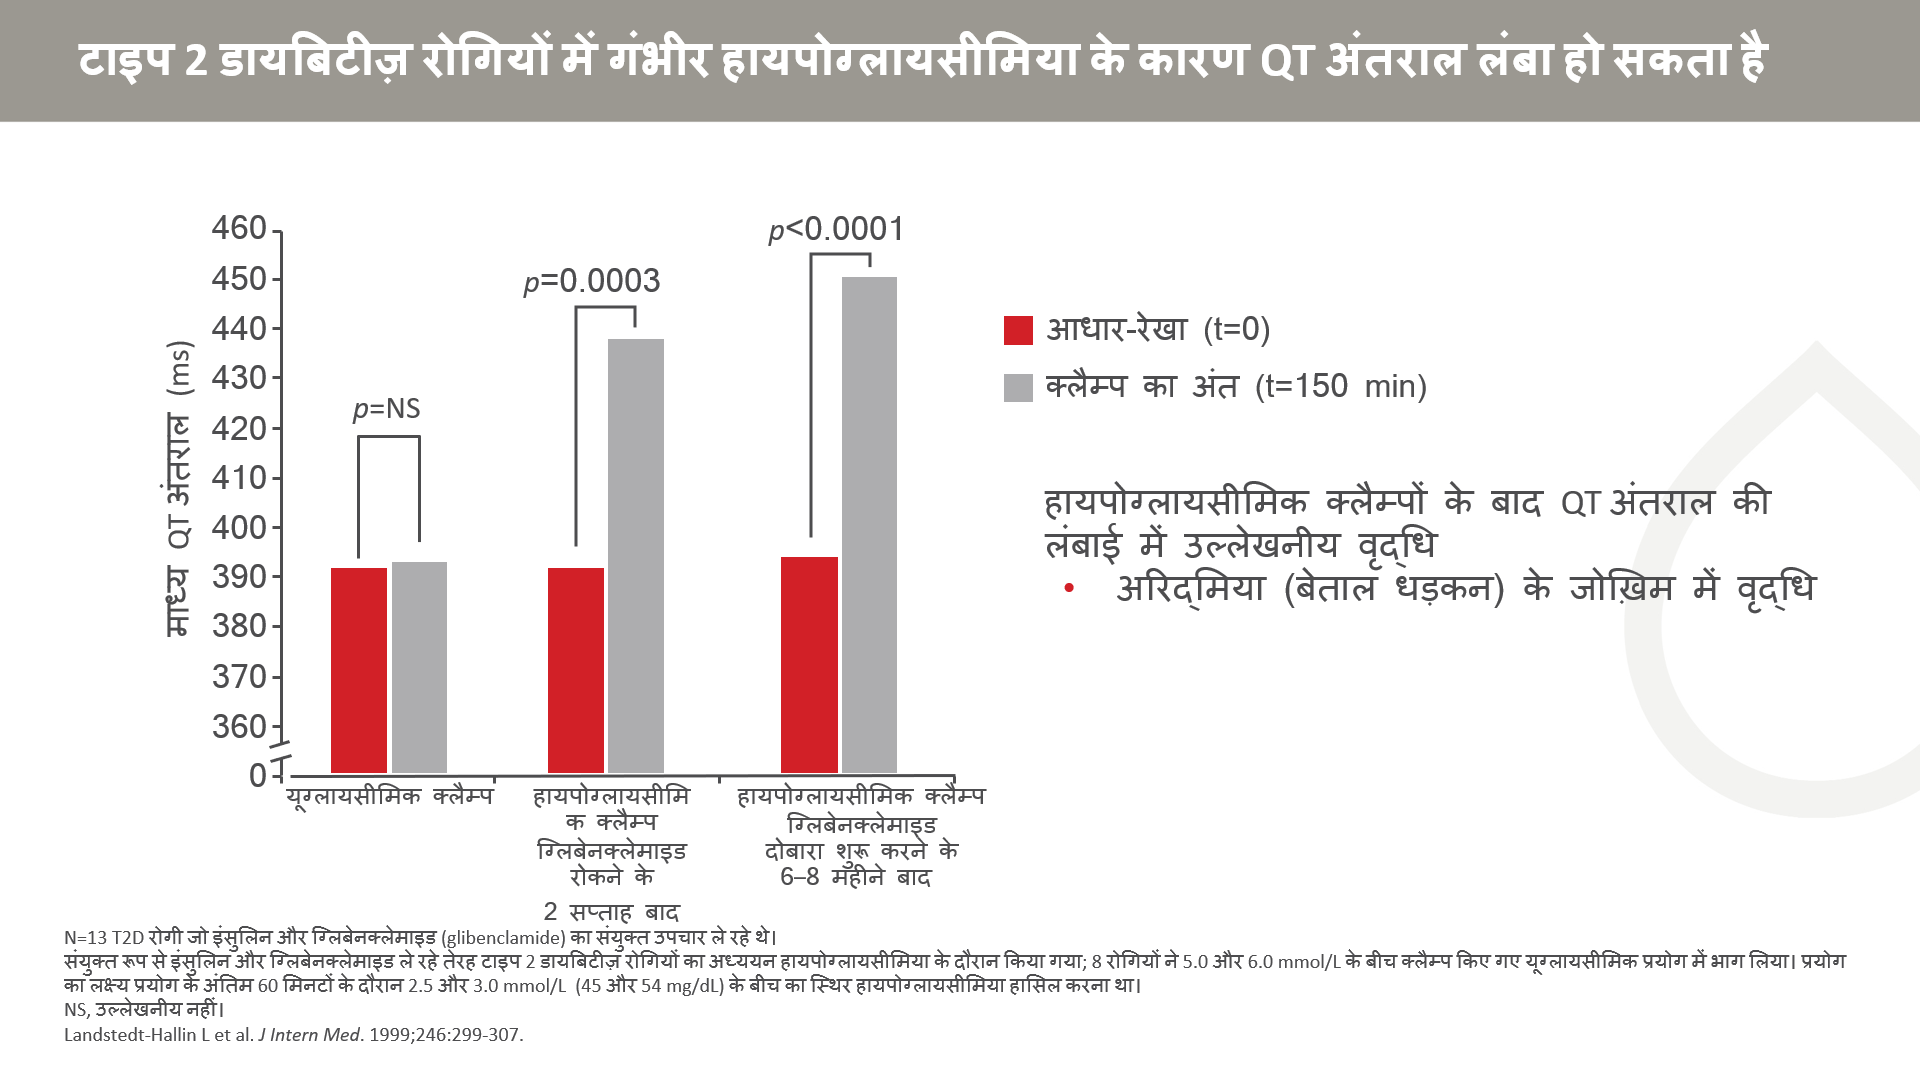 टाइप 2 डायबिटीज़ रोगियों में गंभीर हायपोग्लायसीमिया के कारण QT अंतराल लंबा हो सकता है
माध्य QT अंतराल (ms)
460
450
440
430
420
410
400
390
380
370
360
0
p=NS
p=0.0003
p<0.0001
यूग्लायसीमिक क्लैम्प
हायपोग्लायसीमि
क क्लैम्प
ग्लिबेनक्लेमाइड
रोकने के
2 सप्ताह बाद
हायपोग्लायसीमिक क्लैम्प
ग्लिबेनक्लेमाइड
दोबारा शुरू करने के
6–8 महीने बाद
आधार-रेखा (t=0)
क्लैम्प का अंत (t=150 min)
हायपोग्लायसीमिक क्लैम्पों के बाद QT अंतराल की
लंबाई में उल्लेखनीय वृद्धि
• अरिद्मिया (बेताल धड़कन) के जोख़िम में वृद्धि
N=13 T2D रोगी जो इंसुलिन और ग्लिबेनक्लेमाइड (glibenclamide) का संयुक्त उपचार ले रहे थे।
संयुक्त रूप से इंसुलिन और ग्लिबेनक्लेमाइड ले रहे तेरह टाइप 2 डायबिटीज़ रोगियों का अध्ययन हायपोग्लायसीमिया के दौरान किया गया; 8 रोगियों ने 5.0 और 6.0 mmol/L के बीच क्लैम्प किए गए यूग्लायसीमिक प्रयोग में भाग लिया। प्रयोग
का लक्ष्य प्रयोग के अंतिम 60 मिनटों के दौरान 2.5 और 3.0 mmol/L (45 और 54 mg/dL) के बीच का स्थिर हायपोग्लायसीमिया हासिल करना था।
NS, उल्लेखनीय नहीं।
Landstedt-Hallin L et al. J Intern Med. 1999;246:299-307.